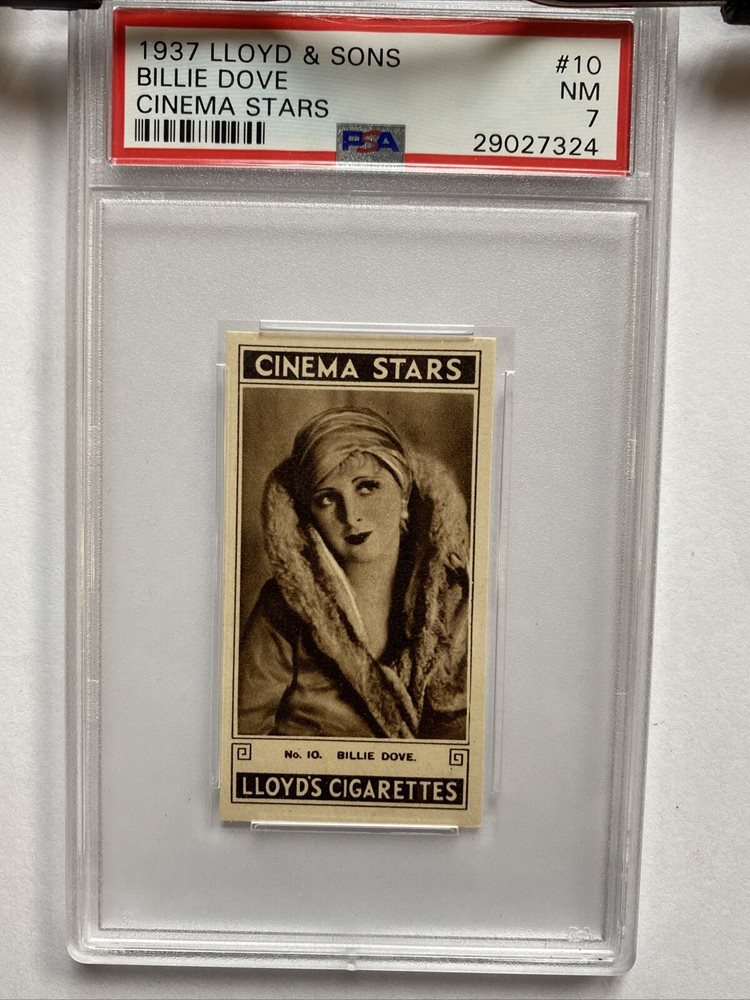 1937 LLOYD & SONS
#10
BILLIE DOVE
NM
CINEMA STARS
7
PSA
29027324
CINEMA STARS
No. 10. BILLIE DOVE.
LLOYD'S CIGARETTES